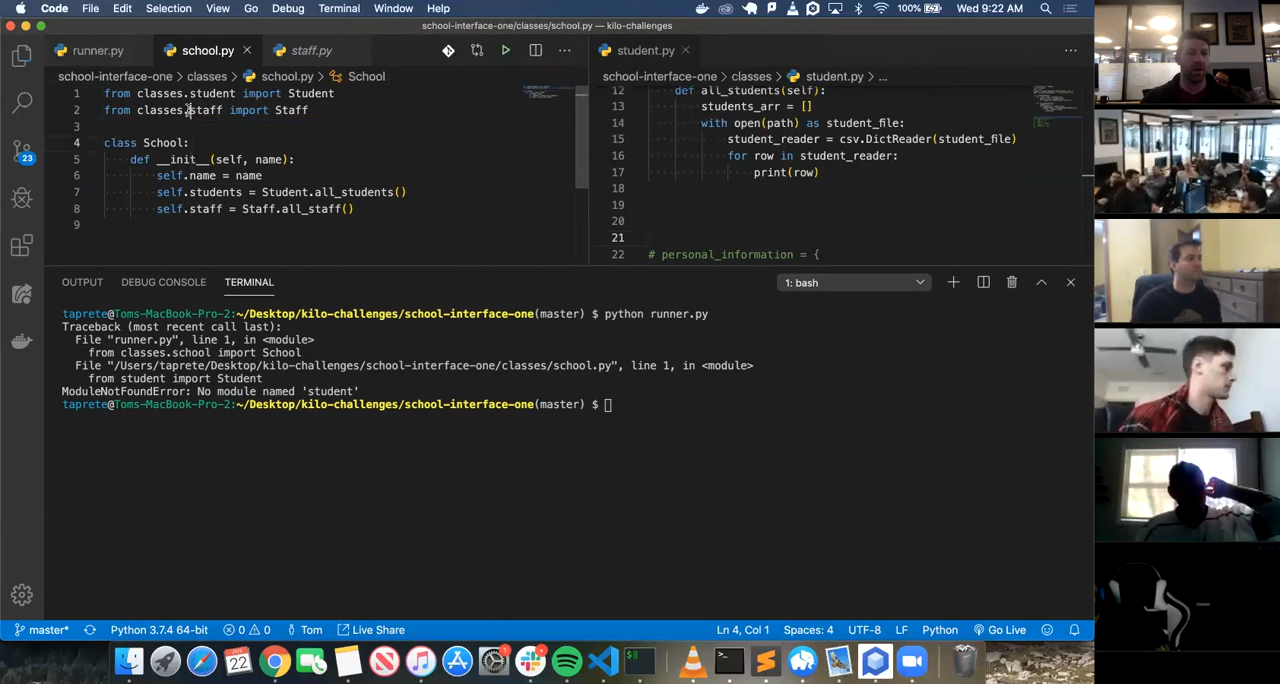 Code File Edit Selection View Go Debug Terminal Window Help 100% Wed 9:22 AM
school-interface-one/classes/school.py — kilo-challenges
runner.py school.py staff.py
student.py
school-interface-one > classes > school.py > School
school-interface-one > classes > student.py > ...
1 from classes.student import Student
2 from classes.staff import Staff
3
4 class School:
5 def __init__(self, name):
6 self.name = name
7 self.students = Student.all_students()
8 self.staff = Staff.all_staff()
9
12 def all_students(self):
13 students_arr = []
14 with open(path) as student_file:
15 student_reader = csv.DictReader(student_file)
16 for row in student_reader:
17 print(row)
18
19
20
21
22 # personal_information = {
23
OUTPUT DEBUG CONSOLE TERMINAL 1: bash
taprete@Toms-MacBook-Pro-2:~/Desktop/kilo-challenges/school-interface-one(master) $ python runner.py
Traceback (most recent call last):
File "runner.py", line 1, in <module>
from classes.school import School
File "/Users/taprete/Desktop/kilo-challenges/school-interface-one/classes/school.py", line 1, in <module>
from student import Student
ModuleNotFoundError: No module named 'student'
taprete@Toms-MacBook-Pro-2:~/Desktop/kilo-challenges/school-interface-one(master) $
master* Python 3.7.4 64-bit 0 0 Tom Live Share Ln 4, Col 1 Spaces: 4 UTF-8 LF Python Go Live
JAN
22